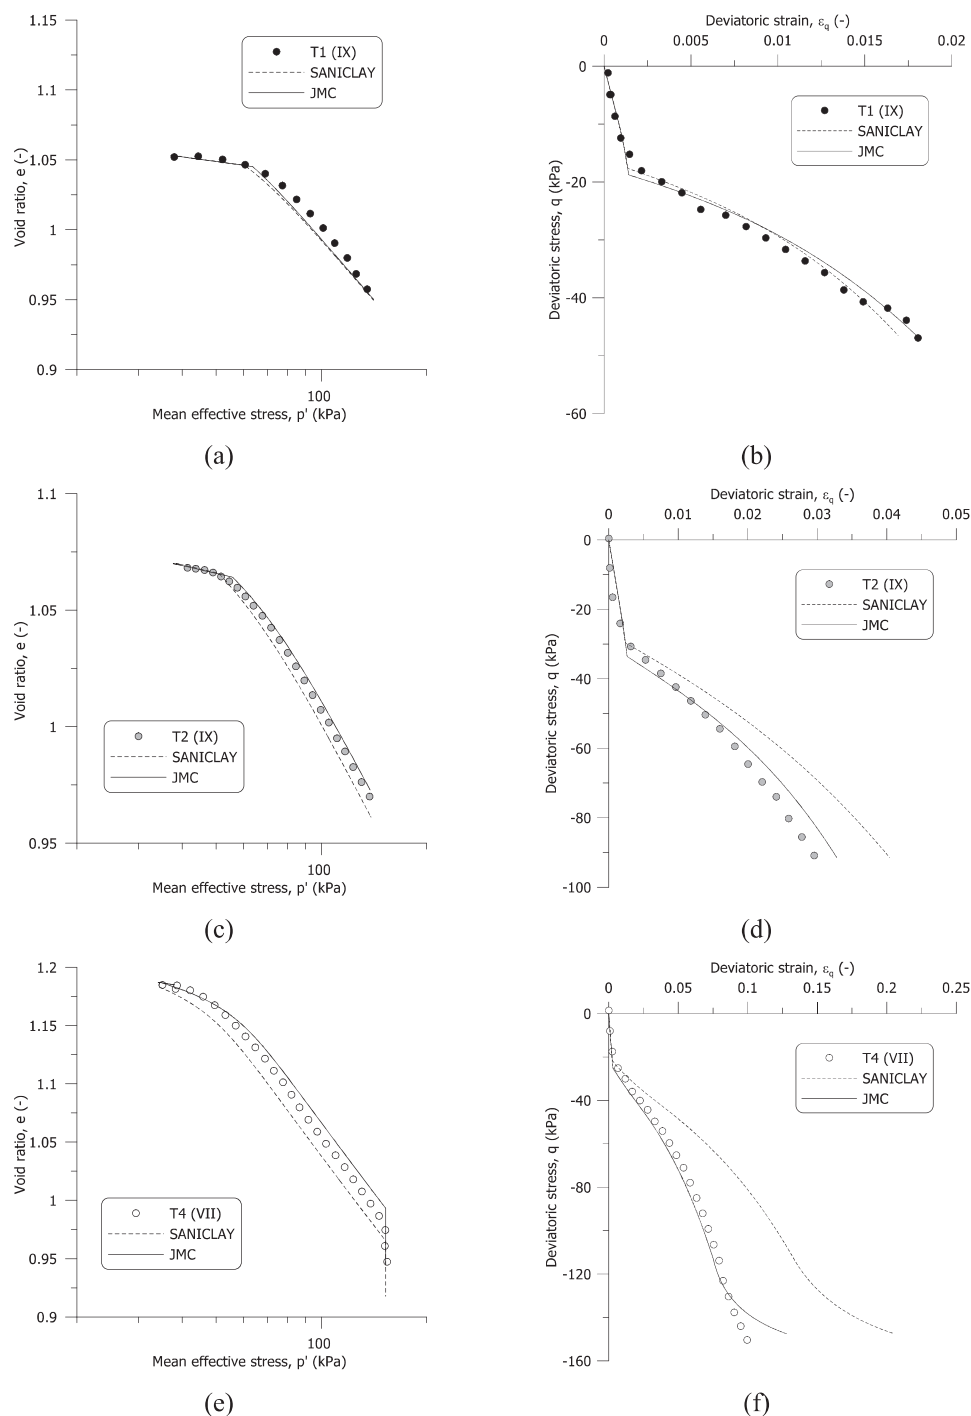 1.15
1.1
1.05
1
0.95
0.9
Void ratio, e (-)
T1 (IX)
SANICLAY
JMC
100
Mean effective stress, p' (kPa)
(a)
Deviatoric strain, εq (-)
0 0.005 0.01 0.015 0.02
0
-20
-40
-60
Deviatoric stress, q (kPa)
T1 (IX)
SANICLAY
JMC
(b)
1.1
1.05
1
0.95
Void ratio, e (-)
T2 (IX)
SANICLAY
JMC
100
Mean effective stress, p' (kPa)
(c)
Deviatoric strain, εq (-)
0 0.01 0.02 0.03 0.04 0.05
0
-20
-40
-60
-80
-100
Deviatoric stress, q (kPa)
T2 (IX)
SANICLAY
JMC
(d)
1.2
1.15
1.1
1.05
1
0.95
0.9
Void ratio, e (-)
T4 (VII)
SANICLAY
JMC
100
Mean effective stress, p' (kPa)
(e)
Deviatoric strain, εq (-)
0 0.05 0.1 0.15 0.2 0.25
0
-40
-80
-120
-160
Deviatoric stress, q (kPa)
T4 (VII)
SANICLAY
JMC
(f)